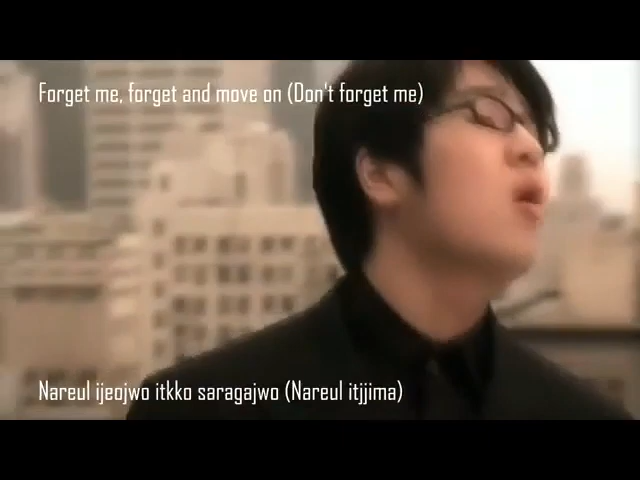 Forget me, forget and move on (Don't forget me)
Nareul ijeojwo itkko saragajwo (Nareul itjjima)